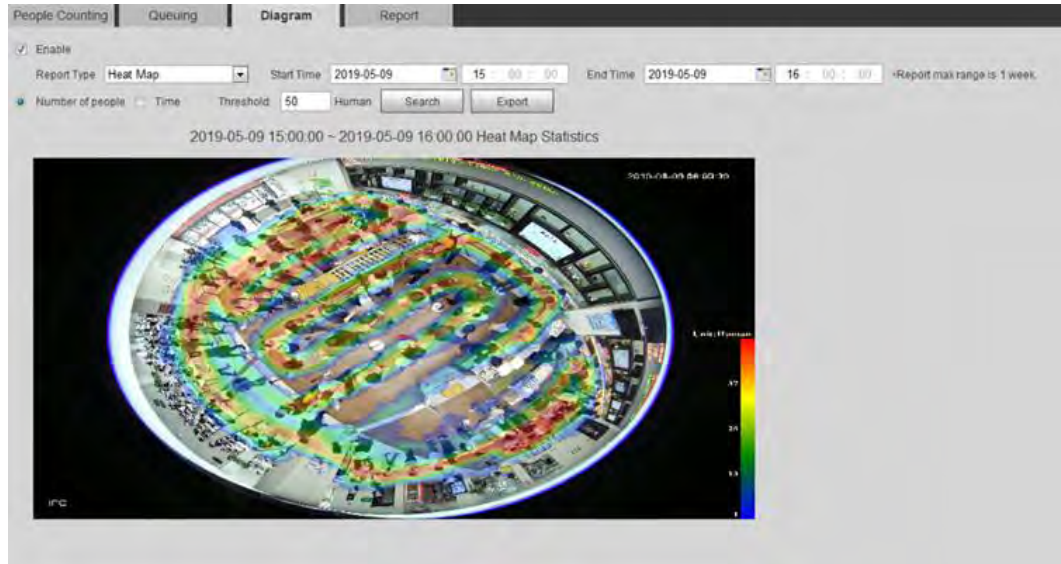 People Counting Queuing Diagram Report
Enable
Report Type Heat Map Start Time 2019-05-09 15 : 00 : 00 End Time 2019-05-09 16 : 00 : 00 *Report max range is 1 week.
Number of people Time Threshold 50 Human Search Export
2019-05-09 15:00:00 ~ 2019-05-09 16:00:00 Heat Map Statistics
Unit:Human
IPC